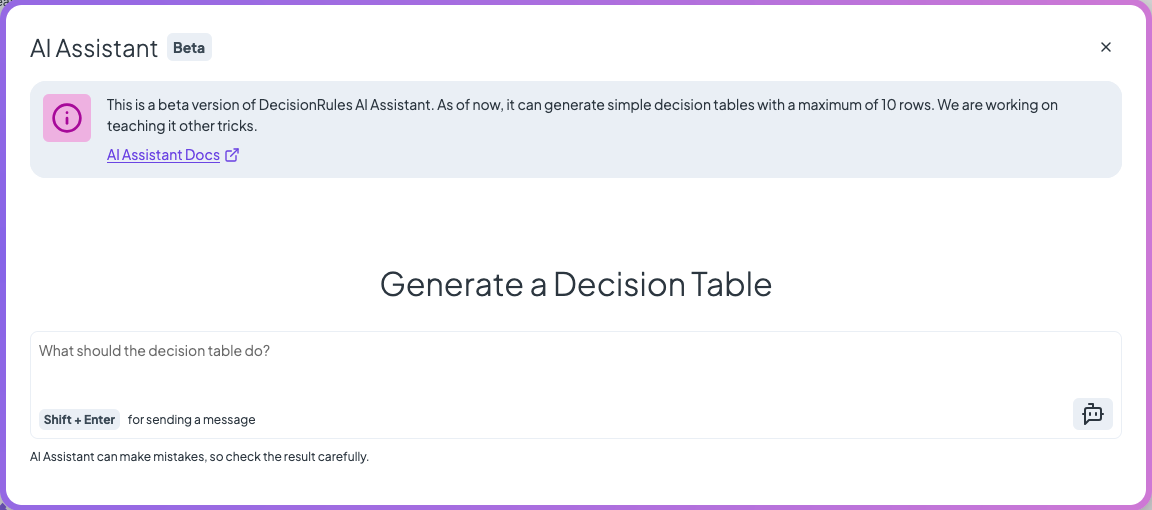 AI Assistant Beta
This is a beta version of DecisionRules AI Assistant. As of now, it can generate simple decision tables with a maximum of 10 rows. We are working on
teaching it other tricks.
AI Assistant Docs
Generate a Decision Table
What should the decision table do?
Shift + Enter for sending a message
AI Assistant can make mistakes, so check the result carefully.